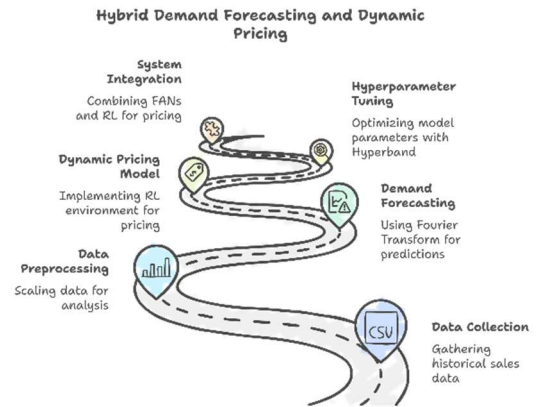 Hybrid Demand Forecasting and Dynamic
Pricing
System
Integration
Combining FANs
and RL for pricing
Hyperparameter
Tuning
Optimizing model
parameters with
Hyperband
Dynamic Pricing
Model
Implementing RL
environment for
pricing
Demand
Forecasting
Using Fourier
Transform for
predictions
Data
Preprocessing
Scaling data for
analysis
CSV
Data Collection
Gathering
historical sales
data